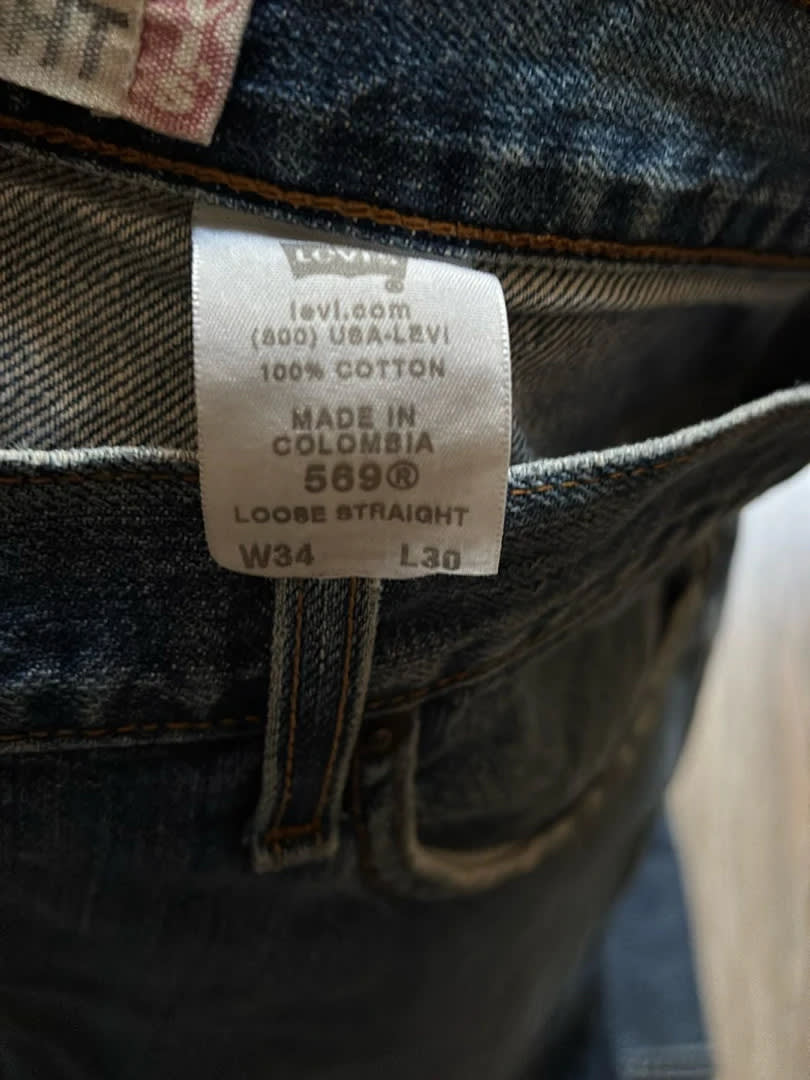 LEVI'S
®
levi.com
(800) USA-LEVI
100% COTTON
MADE IN
COLOMBIA
569®
LOOSE STRAIGHT
W34 L30